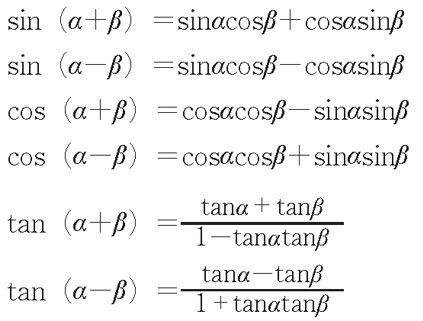 sin (α+β) =sinαcosβ+cosαsinβ
sin (α−β) =sinαcosβ−cosαsinβ
cos (α+β) =cosαcosβ−sinαsinβ
cos (α−β) =cosαcosβ+sinαsinβ
tan (α+β) =
tanα+tanβ
1−tanαtanβ
tan (α−β) =
tanα−tanβ
1+tanαtanβ